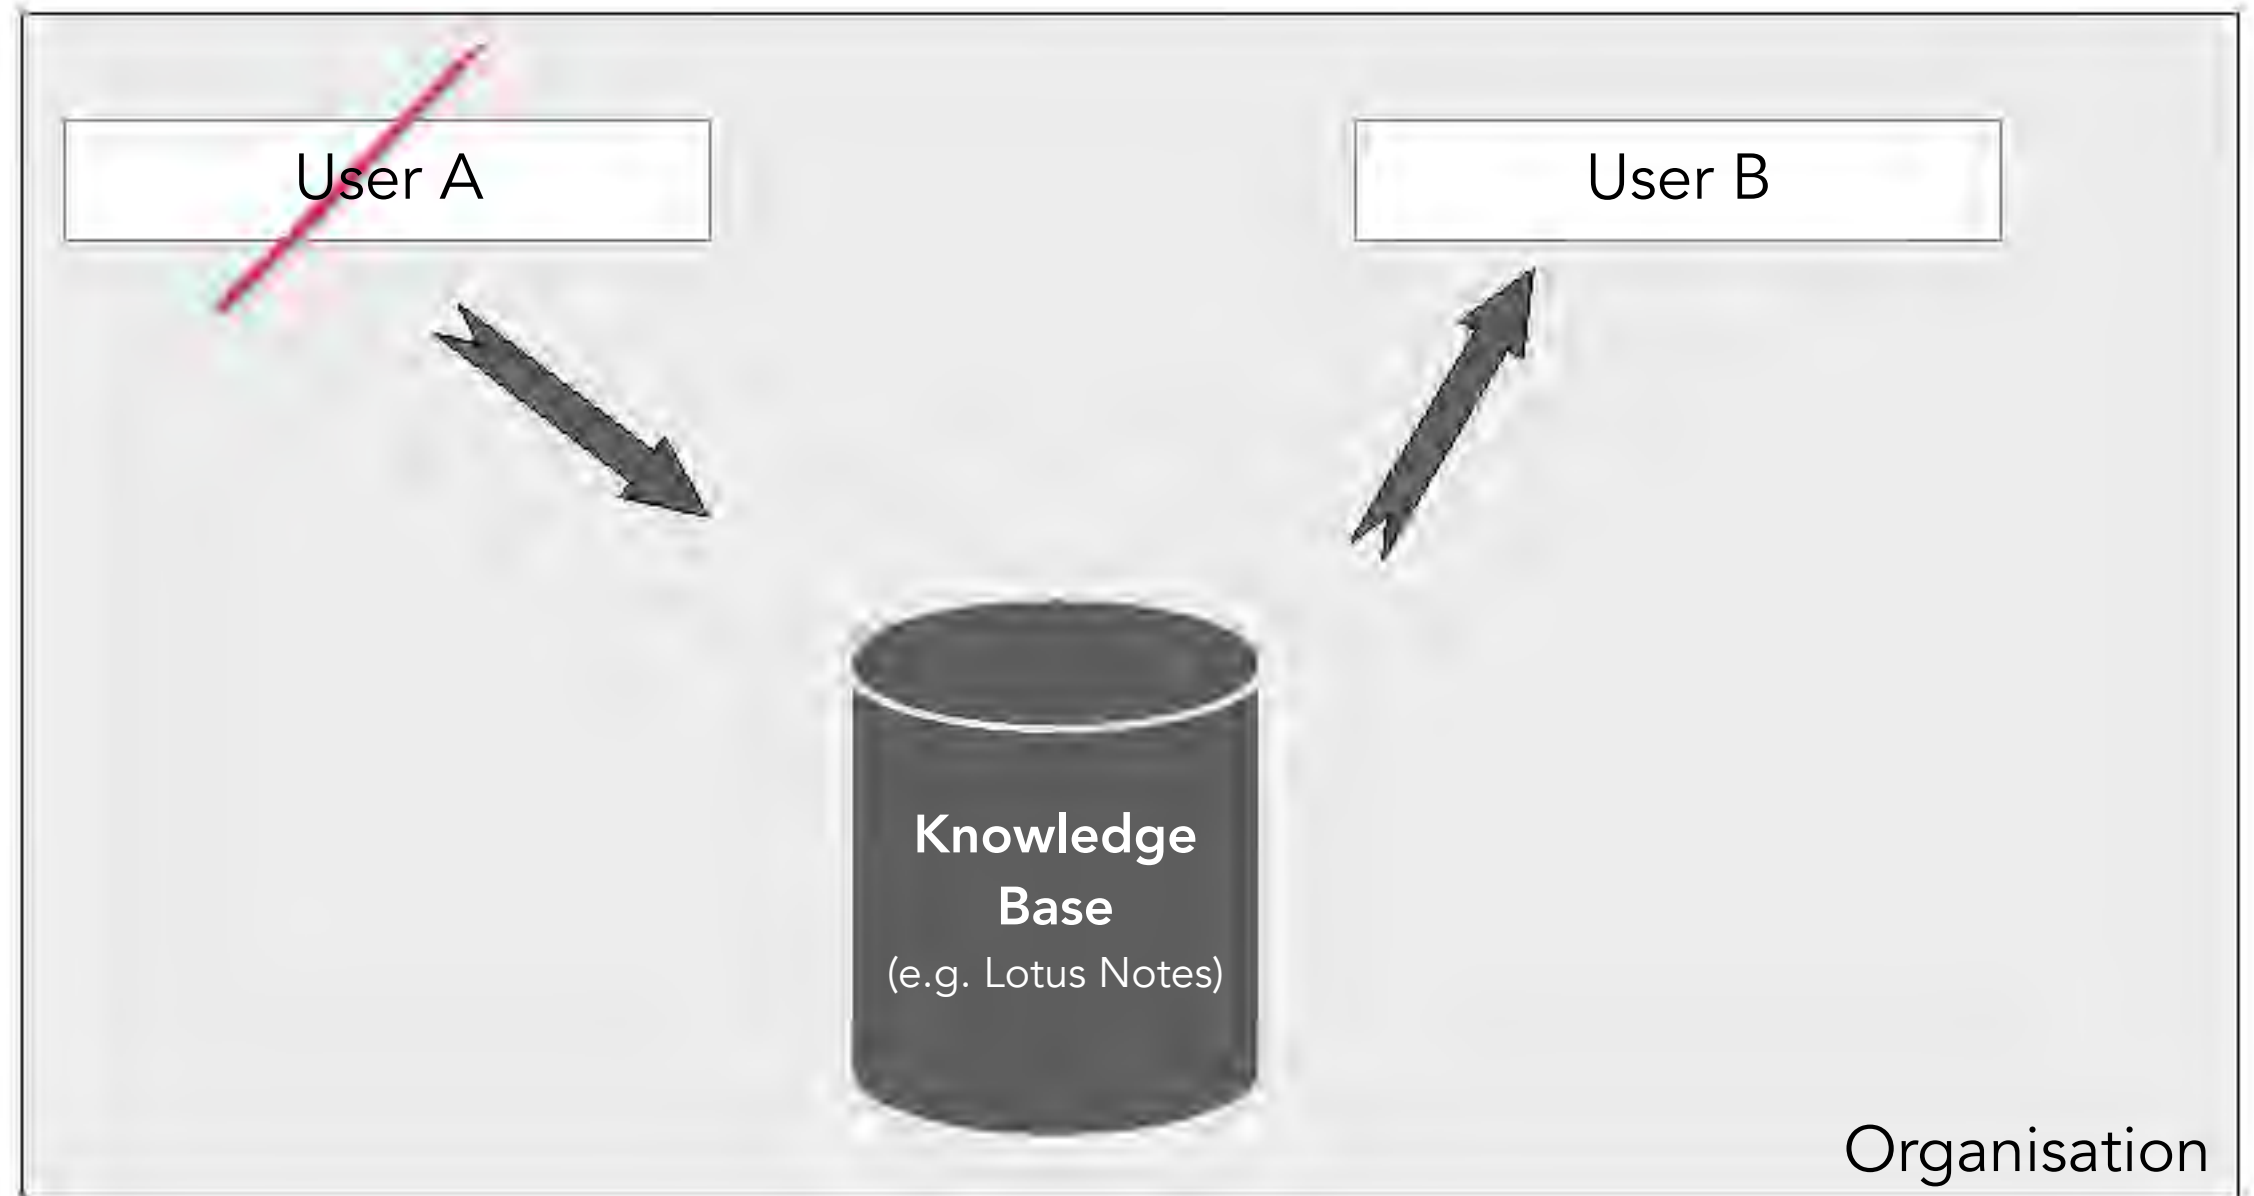 User A
User B
Knowledge
Base
(e.g. Lotus Notes)
Organisation